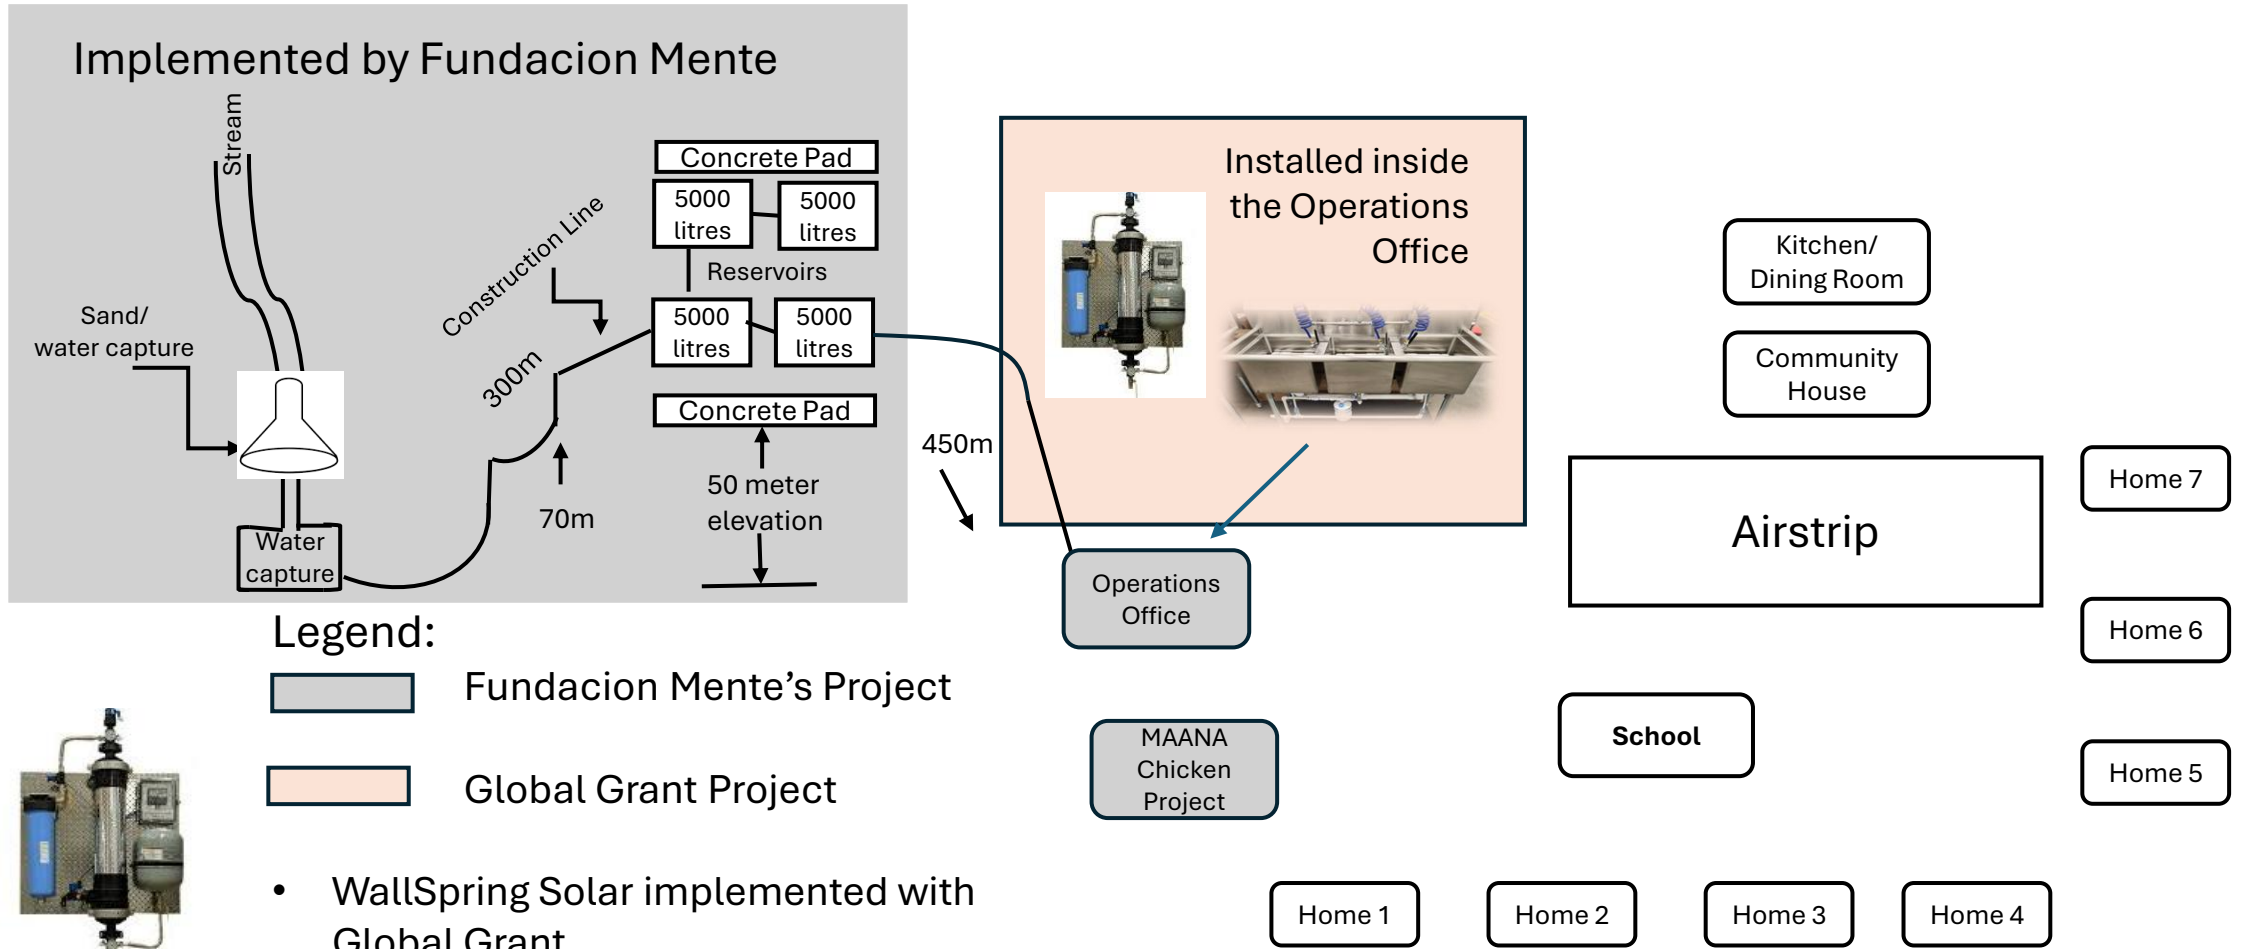 Implemented by Fundacion Mente
Stream
Sand/
water capture
Water
capture
Construction Line
300m
70m
Concrete Pad
5000
litres
5000
litres
Reservoirs
5000
litres
5000
litres
Concrete Pad
50 meter
elevation
450m
Installed inside
the Operations
Office
Operations
Office
MAANA
Chicken
Project
Kitchen/
Dining Room
Community
House
Airstrip
School
Home 7
Home 6
Home 5
Home 1
Home 2
Home 3
Home 4
Legend:
Fundacion Mente’s Project
Global Grant Project
• WallSpring Solar implemented with
Global Grant